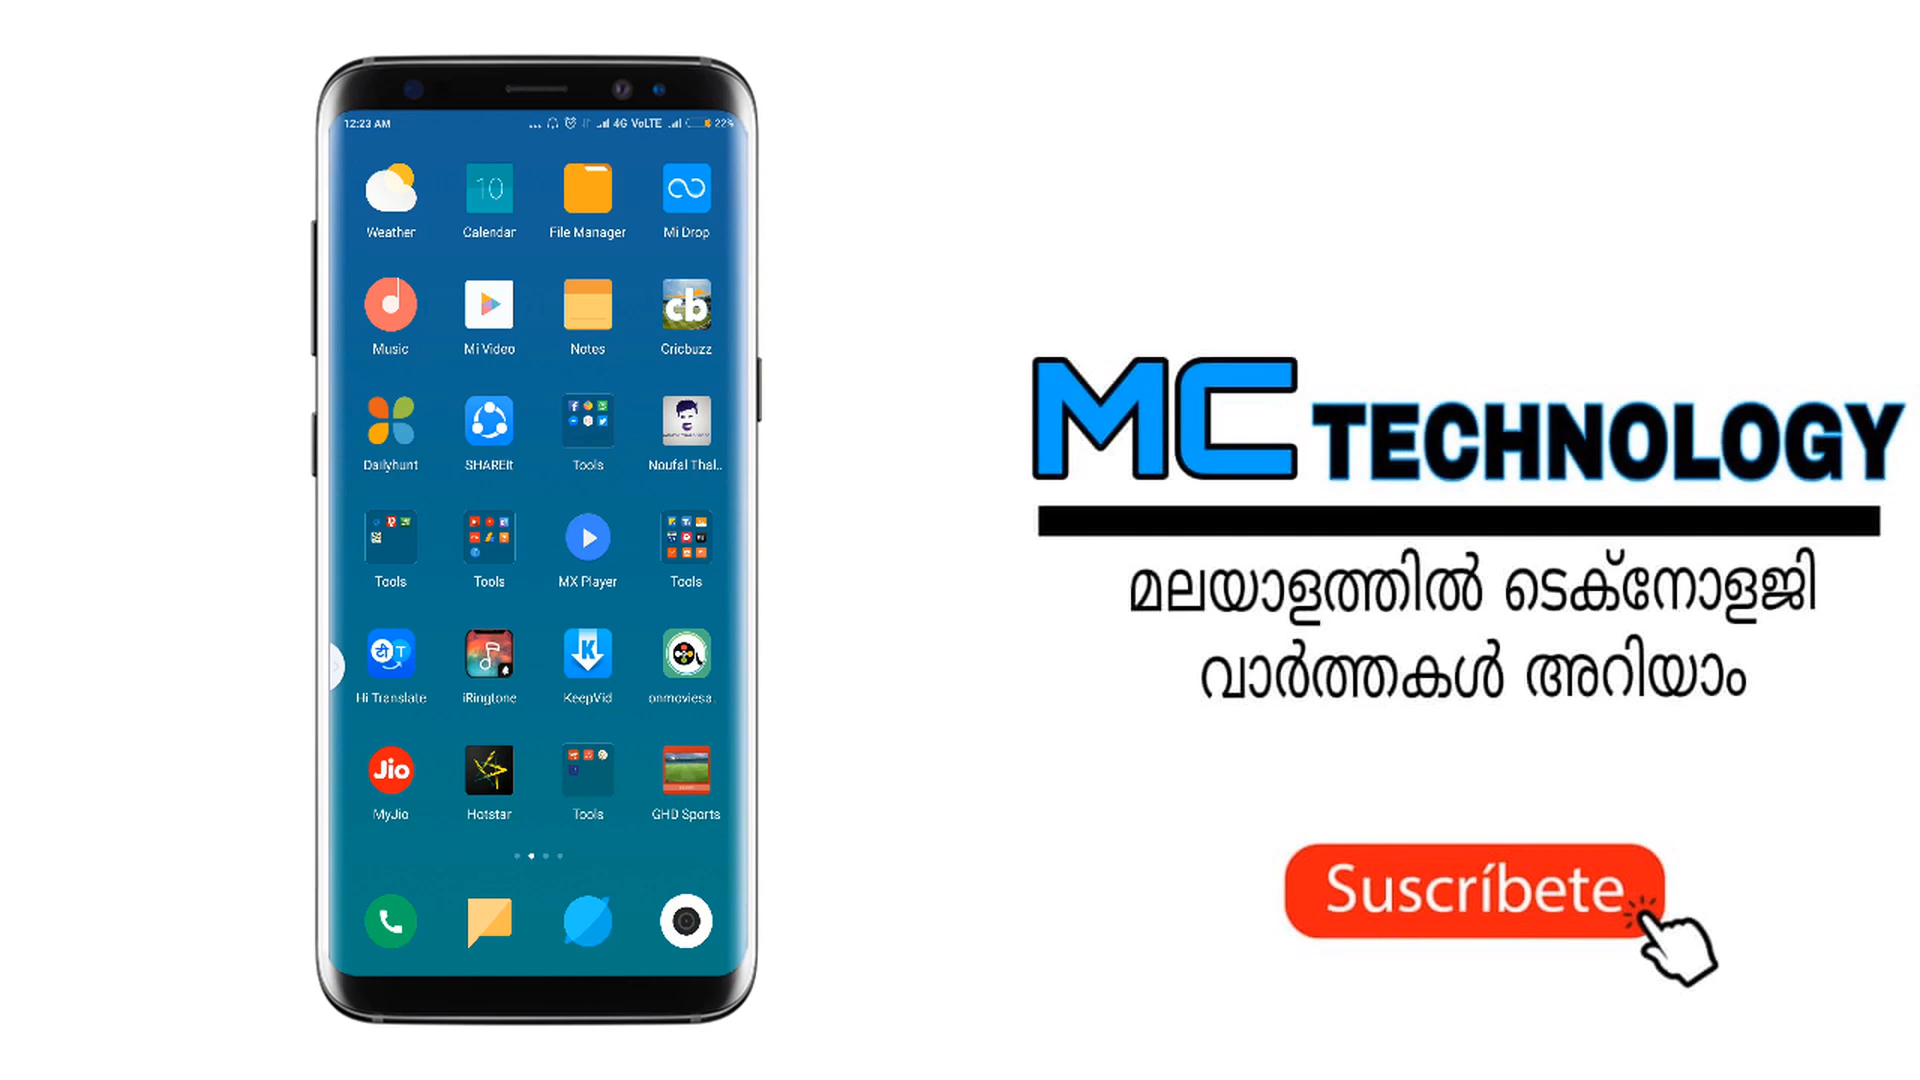 12:23 AM ... 4G VoLTE 22%
10
Weather Calendar File Manager Mi Drop
cb
Music Mi Video Notes Cricbuzz
Dailyhunt SHAREit Tools Noufal Thal..
Tools Tools MX Player Tools
टी T K
Hi Translate iRingtone KeepVid onmoviesa.
Jio
MyJio Hotstar Tools GHD Sports
MC TECHNOLOGY
മലയാളത്തിൽ ടെക്നോളജി
വാർത്തകൾ അറിയാം
Suscríbete